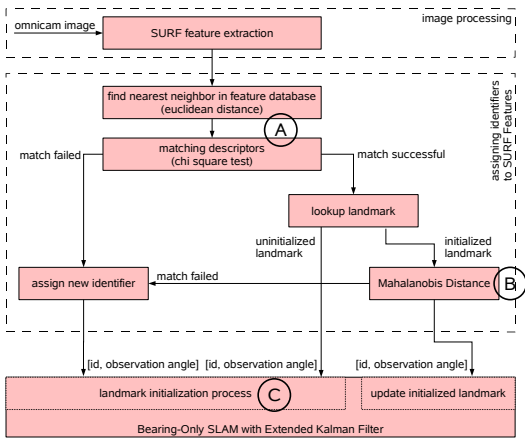 omnicam image
SURF feature extraction
image processing
find nearest neighbor in feature database
(euclidean distance)
A
matching descriptors
(chi square test)
match failed
match successful
assigning identifiers
to SURF Features
lookup landmark
uninitialized
landmark
initialized
landmark
assign new identifier
match failed
Mahalanobis Distance
B
[id, observation angle]
[id, observation angle]
[id, observation angle]
landmark initialization process
C
update initialized landmark
Bearing-Only SLAM with Extended Kalman Filter